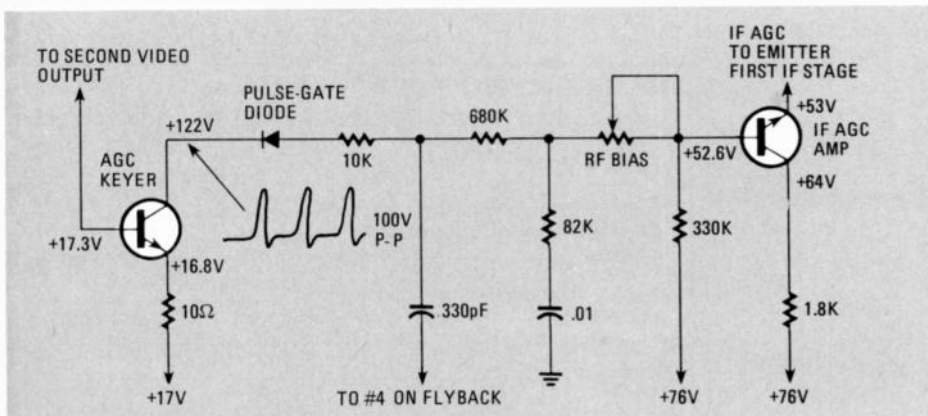 TO SECOND VIDEO
OUTPUT
PULSE-GATE
DIODE
IF AGC
TO EMITTER
FIRST IF STAGE
+122V
680K
+53V
AGC
KEYER
10K
RF BIAS
+52.6V
IF AGC
AMP
+64V
+17.3V
100V
P-P
82K
330K
+16.8V
10Ω
330pF
.01
1.8K
+17V
TO #4 ON FLYBACK
+76V
+76V